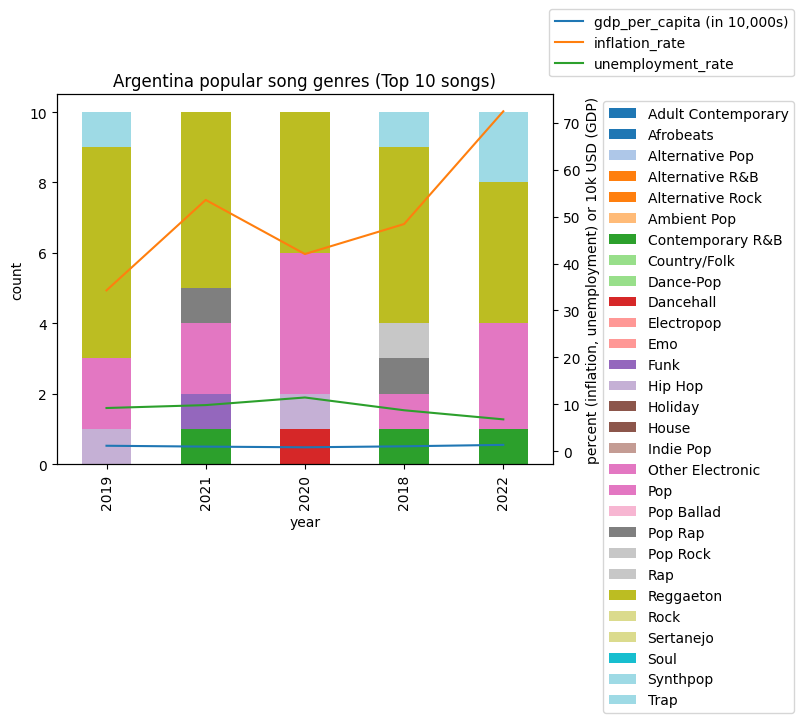 gdp_per_capita (in 10,000s)
inflation_rate
unemployment_rate
Argentina popular song genres (Top 10 songs)
10
8
6
4
2
0
count
2019
2021
2020
2018
2022
year
70
60
50
40
30
20
10
0
percent (inflation, unemployment) or 10k USD (GDP)
Adult Contemporary
Afrobeats
Alternative Pop
Alternative R&B
Alternative Rock
Ambient Pop
Contemporary R&B
Country/Folk
Dance-Pop
Dancehall
Electropop
Emo
Funk
Hip Hop
Holiday
House
Indie Pop
Other Electronic
Pop
Pop Ballad
Pop Rap
Pop Rock
Rap
Reggaeton
Rock
Sertanejo
Soul
Synthpop
Trap